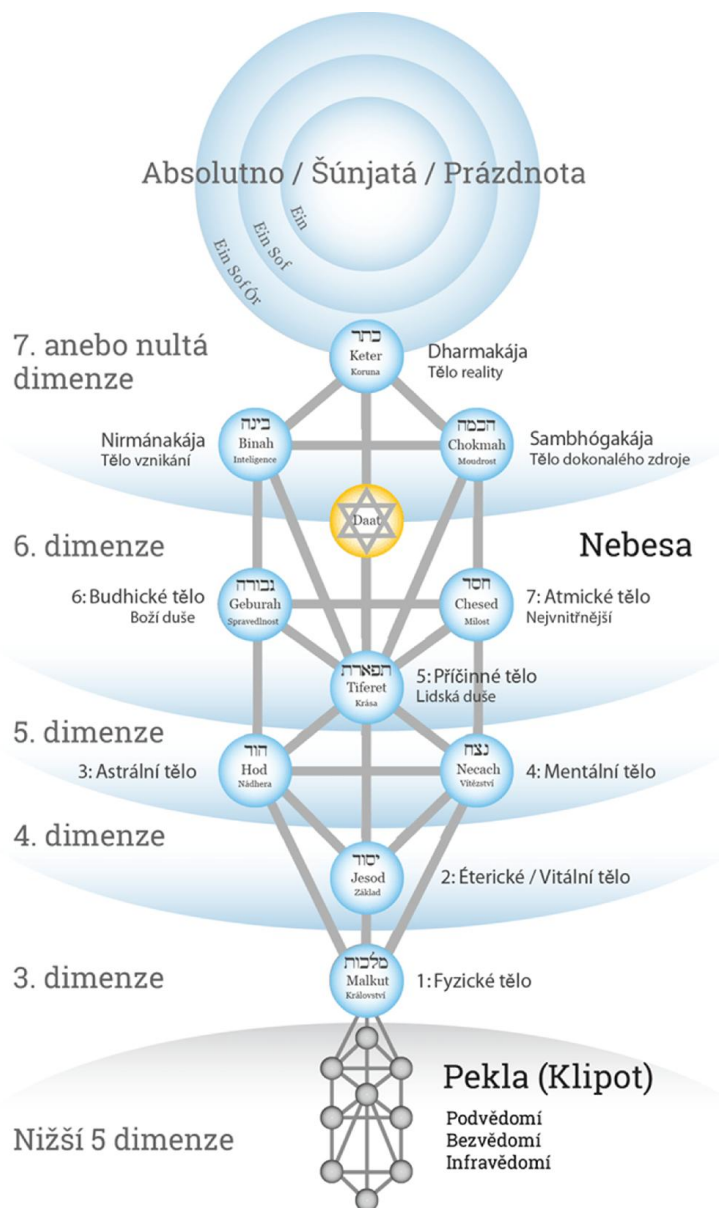 Absolutno / Šúnjatá / Prázdnota
Ein
Ein Sof
Ein Sof Ór
7. anebo nultá
dimenze
כתר
Keter
Koruna
Dharmakája
Tělo reality
Nirmánakája
Tělo vznikání
בינה
Binah
Inteligence
חכמה
Chokmah
Moudrost
Sambhógakája
Tělo dokonalého zdroje
Daat
6. dimenze
Nebesa
6: Budhické tělo
Boží duše
גבורה
Geburah
Spravedlnost
חסד
Chesed
Milost
7: Atmické tělo
Nejvnitřnější
תפארת
Tiferet
Krása
5: Příčinné tělo
Lidská duše
5. dimenze
3: Astrální tělo
הוד
Hod
Nádhera
נצח
Necach
Vítězství
4: Mentální tělo
4. dimenze
יסוד
Jesod
Základ
2: Éterické / Vitální tělo
3. dimenze
מלכות
Malkut
Království
1: Fyzické tělo
Pekla (Klipot)
Podvědomí
Bezvědomí
Infravědomí
Nižší 5 dimenze